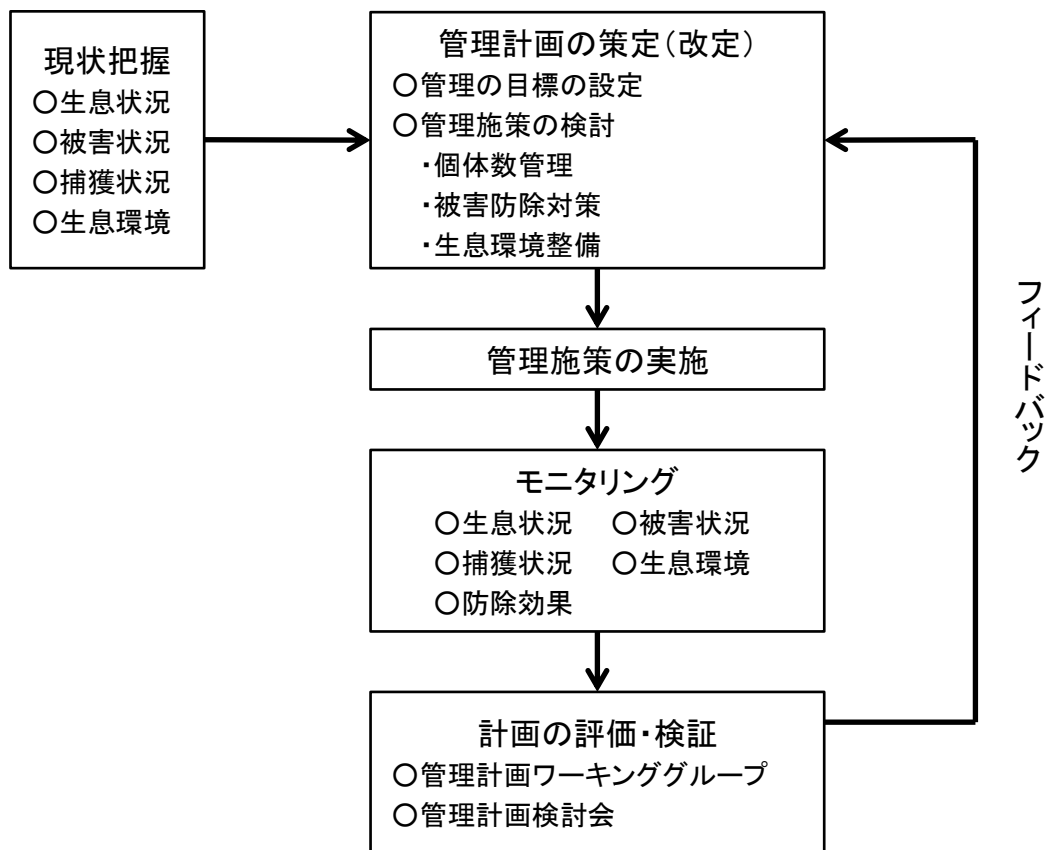 現状把握
○生息状況
○被害状況
○捕獲状況
○生息環境
管理計画の策定(改定)
○管理の目標の設定
○管理施策の検討
・個体数管理
・被害防除対策
・生息環境整備
管理施策の実施
モニタリング
○生息状況 ○被害状況
○捕獲状況 ○生息環境
○防除効果
計画の評価・検証
○管理計画ワーキンググループ
○管理計画検討会
フィードバック